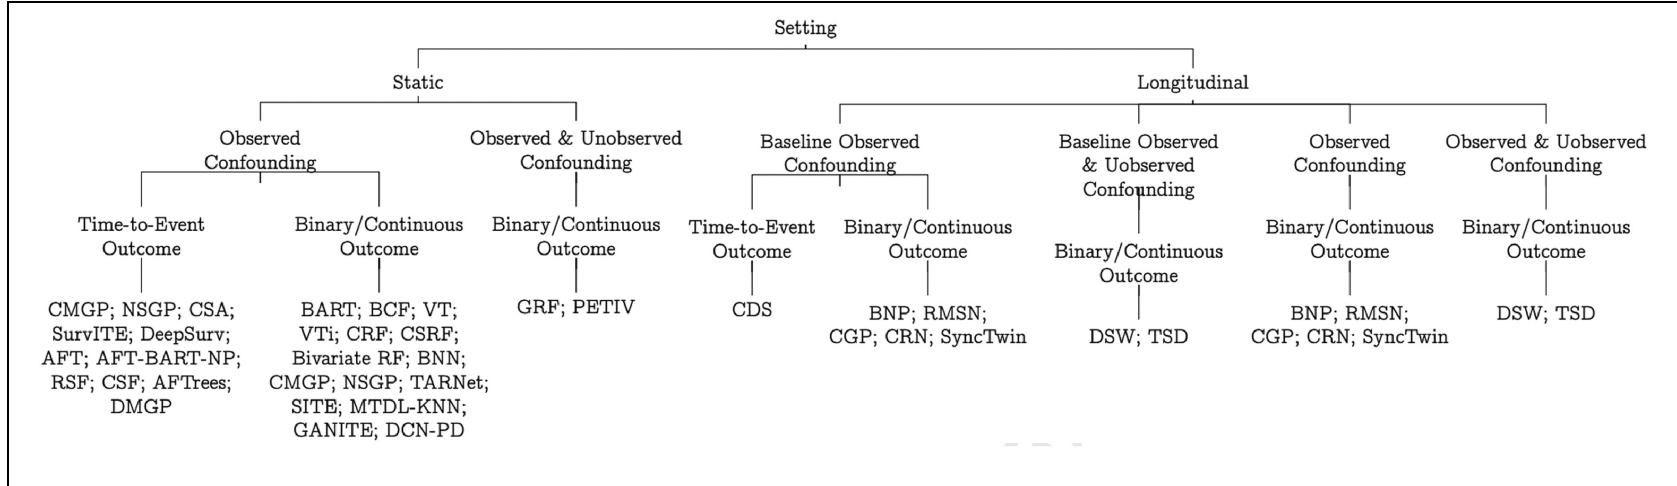 Setting
Static
Longitudinal
Observed
Confounding
Observed & Unobserved
Confounding
Baseline Observed
Confounding
Baseline Observed
& Uobserved
Confounding
Observed
Confounding
Observed & Uobserved
Confounding
Time-to-Event
Outcome
Binary/Continuous
Outcome
Binary/Continuous
Outcome
Time-to-Event
Outcome
Binary/Continuous
Outcome
Binary/Continuous
Outcome
Binary/Continuous
Outcome
Binary/Continuous
Outcome
CMGP; NSGP; CSA;
SurvITE; DeepSurv;
AFT; AFT-BART-NP;
RSF; CSF; AFTrees;
DMGP
BART; BCF; VT;
VTi; CRF; CSRF;
Bivariate RF; BNN;
CMGP; NSGP; TARNet;
SITE; MTDL-KNN;
GANITE; DCN-PD
GRF; PETIV
CDS
BNP; RMSN;
CGP; CRN; SyncTwin
DSW; TSD
BNP; RMSN;
CGP; CRN; SyncTwin
DSW; TSD